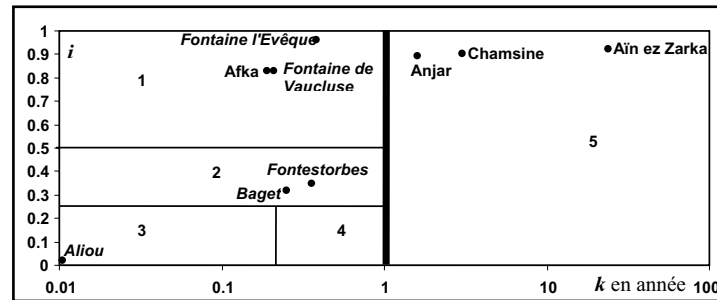 1
0.9
0.8
0.7
0.6
0.5
0.4
0.3
0.2
0.1
0
i
Fontaine l'Evêque
Afka
Fontaine de
Vaucluse
1
Anjar
Chamsine
Aïn ez Zarka
5
2
Fontestorbes
Baget
3
4
Aliou
0.01
0.1
1
10
100
k en année